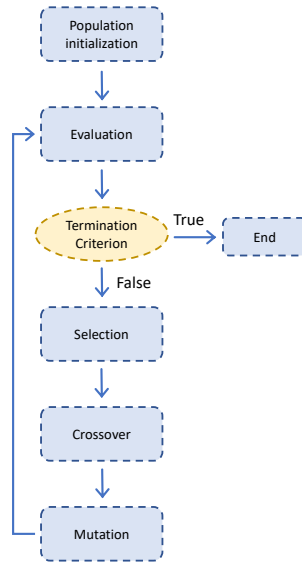 Population
initialization
Evaluation
Termination
Criterion
True
End
False
Selection
Crossover
Mutation